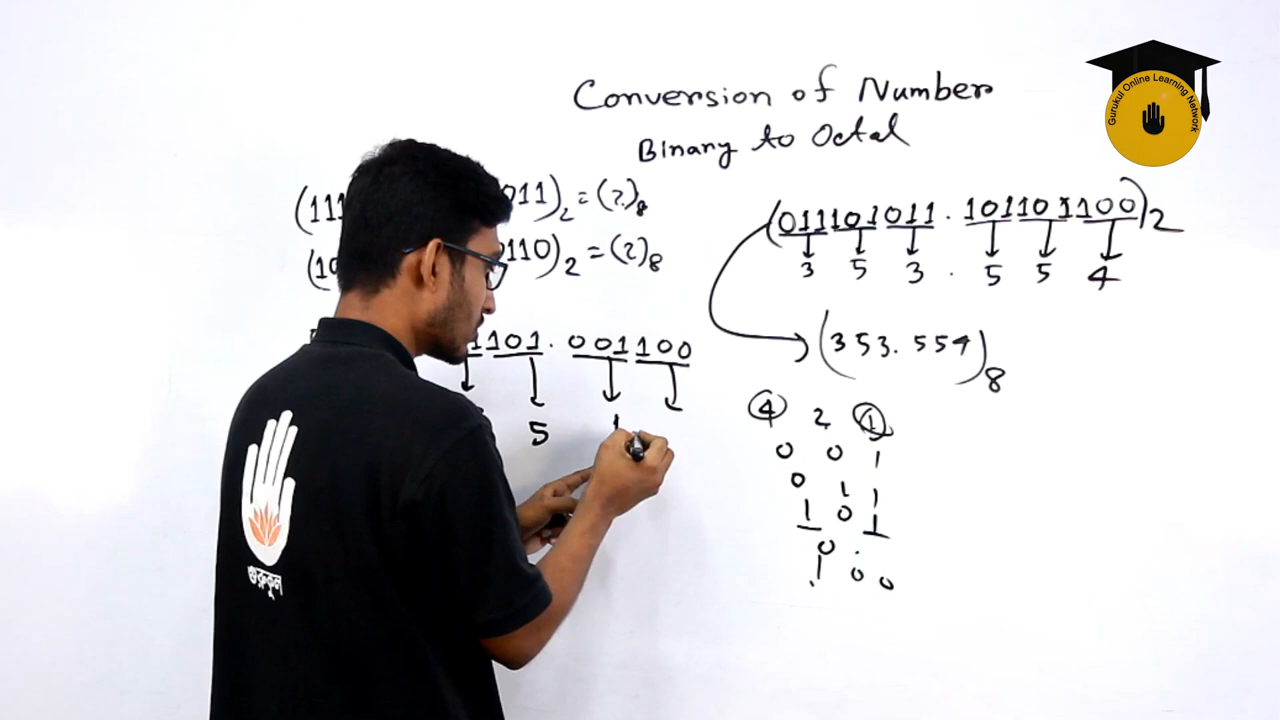 Conversion of Number
Binary to Octal
Gurukul Online Learning Network
(111 011)₂ = (?)₈
(10 0110)₂ = (?)₈
(011101011.101101100)₂
3 5 3 . 5 5 4
(353.554)₈
1101.001100
5 1
4 2 1
0 0 1
0 1 1
1 0 1
0
1 0 0
গুরুকুল